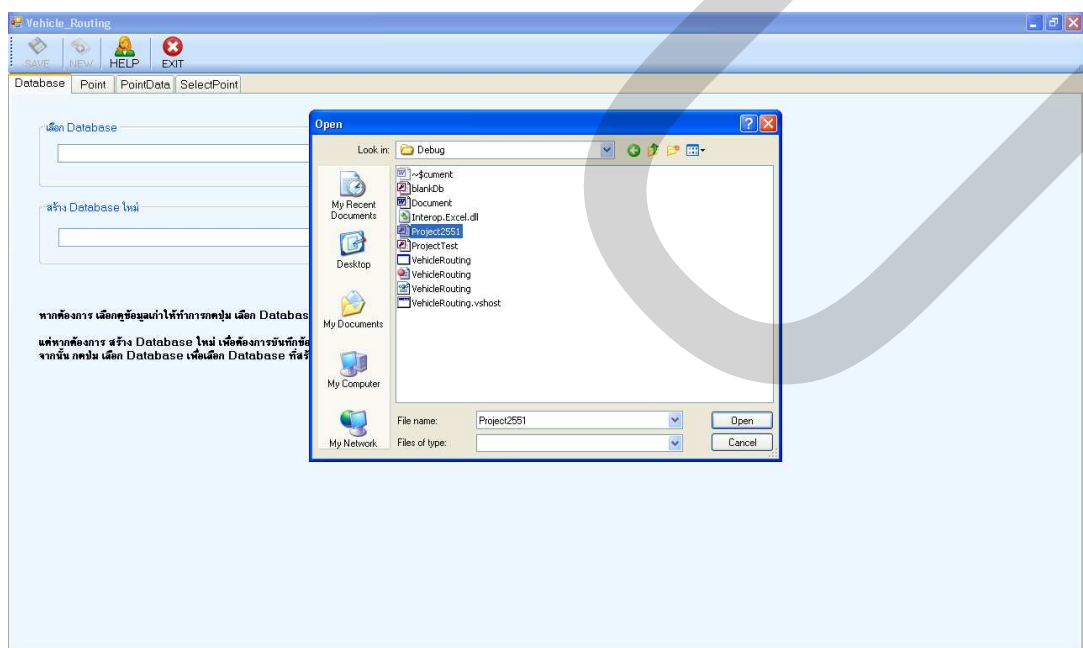 Vehicle_Routing
SAVE NEW HELP EXIT
Database Point PointData SelectPoint
เลือก Database
สร้าง Database ใหม่
หากต้องการ เลือกดูข้อมูลเก่าให้ทำการกดปุ่ม เลือก Databas
แต่หากต้องการ สร้าง Database ใหม่ เพื่อต้องการบันทึกข้อ
จากนั้น กดปุ่ม เลือก Database เพื่อเลือก Database ที่สร้
Open
Look in: Debug
My Recent Documents
Desktop
My Documents
My Computer
My Network
~$cument
blankDb
Document
Interop.Excel.dll
Project2551
ProjectTest
VehicleRouting
VehicleRouting
VehicleRouting
VehicleRouting.vshost
File name: Project2551 Open
Files of type: Cancel